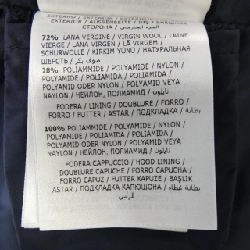 72% LANA VERGINE / VIRGIN WOOL / LAINE
VIERGE / LANA VIRGEN / LÃ VIRGEM /
SCHURWOLLE / KIRKIM YÜNÜ / НАТУРАЛЬНАЯ
ШЕРСТЬ /
28% POLIAMMIDE / POLYAMIDE / NYLON /
POLYAMIDE / POLIAMIDA / POLIAMIDA /
POLYAMID ODER NYLON / POLYAMID VEYA
NAYLON / НЕЙЛОН, ПОЛИАМИД /
FODERA / LINING / DOUBLURE / FORRO /
FORRO / FUTTER / ASTAR / ПОДКЛАДКА /
100% POLIAMMIDE / POLYAMIDE / NYLON /
POLYAMIDE / POLIAMIDA / POLIAMIDA /
POLYAMID ODER NYLON / POLYAMID VEYA
NAYLON / НЕЙЛОН, ПОЛИАМИД /
FODERA CAPPUCCIO / HOOD LINING /
DOUBLURE CAPUCHE / FORRO CAPUCHA /
FORRO CAPUZ / FUTTER KAPUZE / BAŞLIK
ASTARI / ПОДКЛАДКА КАПЮШОНА /